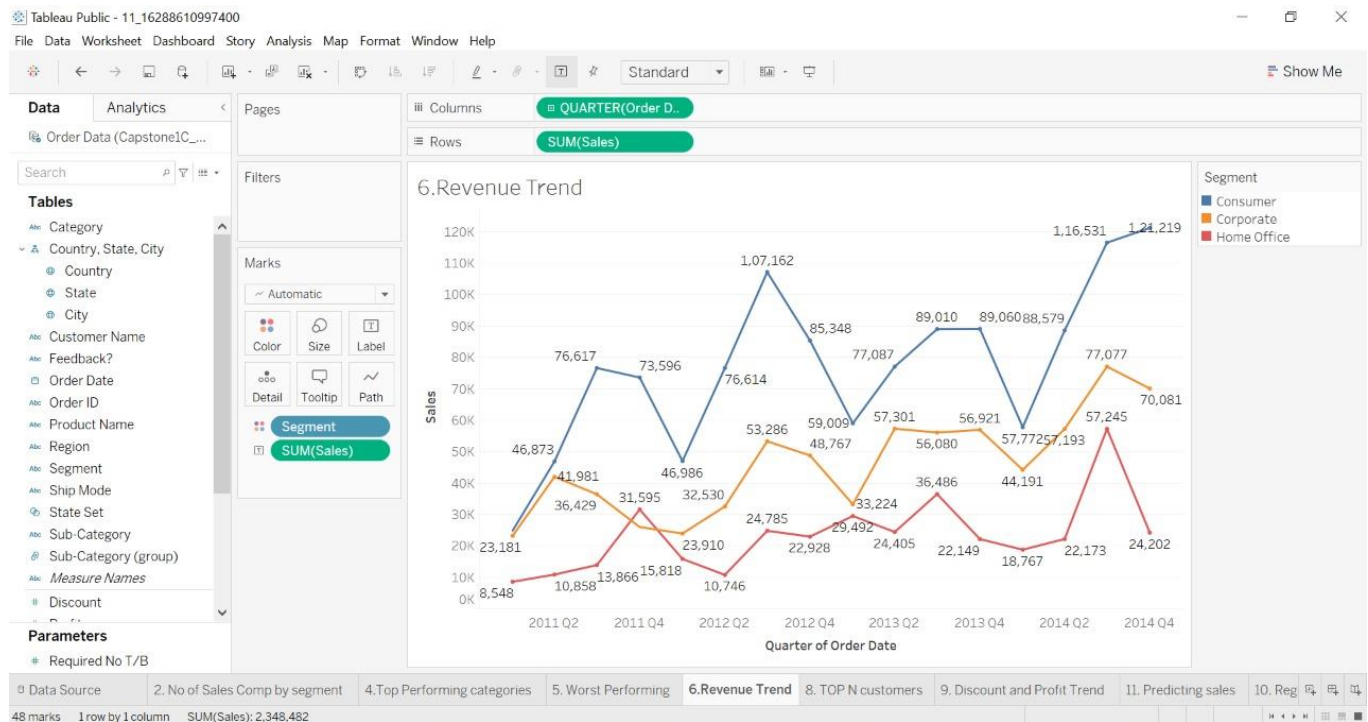 Tableau Public - 11_16288610997400
File Data Worksheet Dashboard Story Analysis Map Format Window Help
Standard
Show Me
Data Analytics
Order Data (Capstone1C_...
Search
Tables
Abc Category
Country, State, City
Country
State
City
Abc Customer Name
Abc Feedback?
Order Date
Abc Order ID
Abc Product Name
Abc Region
Abc Segment
Abc Ship Mode
State Set
Abc Sub-Category
Sub-Category (group)
Abc Measure Names
# Discount
Parameters
# Required No T/B
Pages
Filters
Marks
Automatic
Color Size Label
Detail Tooltip Path
Segment
SUM(Sales)
iii Columns
QUARTER(Order D..
Rows
SUM(Sales)
6.Revenue Trend
Sales
120K
110K
100K
90K
80K
70K
60K
50K
40K
30K
20K
10K
0K
1,16,531 1,21,219
1,07,162
85,348
89,010 89,060 88,579
76,617 73,596 76,614 77,087 77,077
70,081
46,873 46,986 59,009 57,772
53,286 48,767 57,301 56,080 56,921 57,193 57,245
41,981 36,429 31,595 32,530 33,224 36,486 44,191
23,181 23,910 24,785 22,928 29,492 24,405 22,149 18,767 22,173 24,202
8,548 10,858 13,866 15,818 10,746
2011 Q2 2011 Q4 2012 Q2 2012 Q4 2013 Q2 2013 Q4 2014 Q2 2014 Q4
Quarter of Order Date
Segment
Consumer
Corporate
Home Office
Data Source 2. No of Sales Comp by segment 4.Top Performing categories 5. Worst Performing 6.Revenue Trend 8. TOP N customers 9. Discount and Profit Trend 11. Predicting sales 10. Reg
48 marks 1 row by 1 column SUM(Sales): 2,348,482